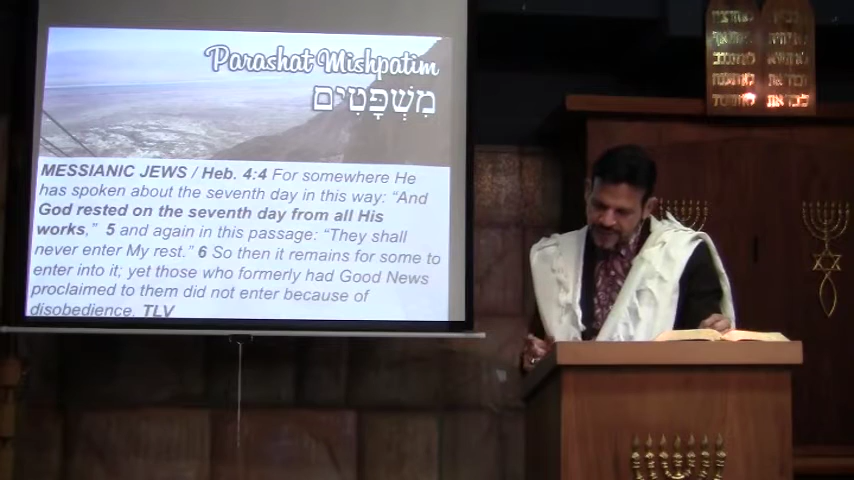 Parashat Mishpatim
מִשְׁפָּטִים
MESSIANIC JEWS / Heb. 4:4 For somewhere He
has spoken about the seventh day in this way: “And
God rested on the seventh day from all His
works,” 5 and again in this passage: “They shall
never enter My rest.” 6 So then it remains for some to
enter into it; yet those who formerly had Good News
proclaimed to them did not enter because of
disobedience. TLV